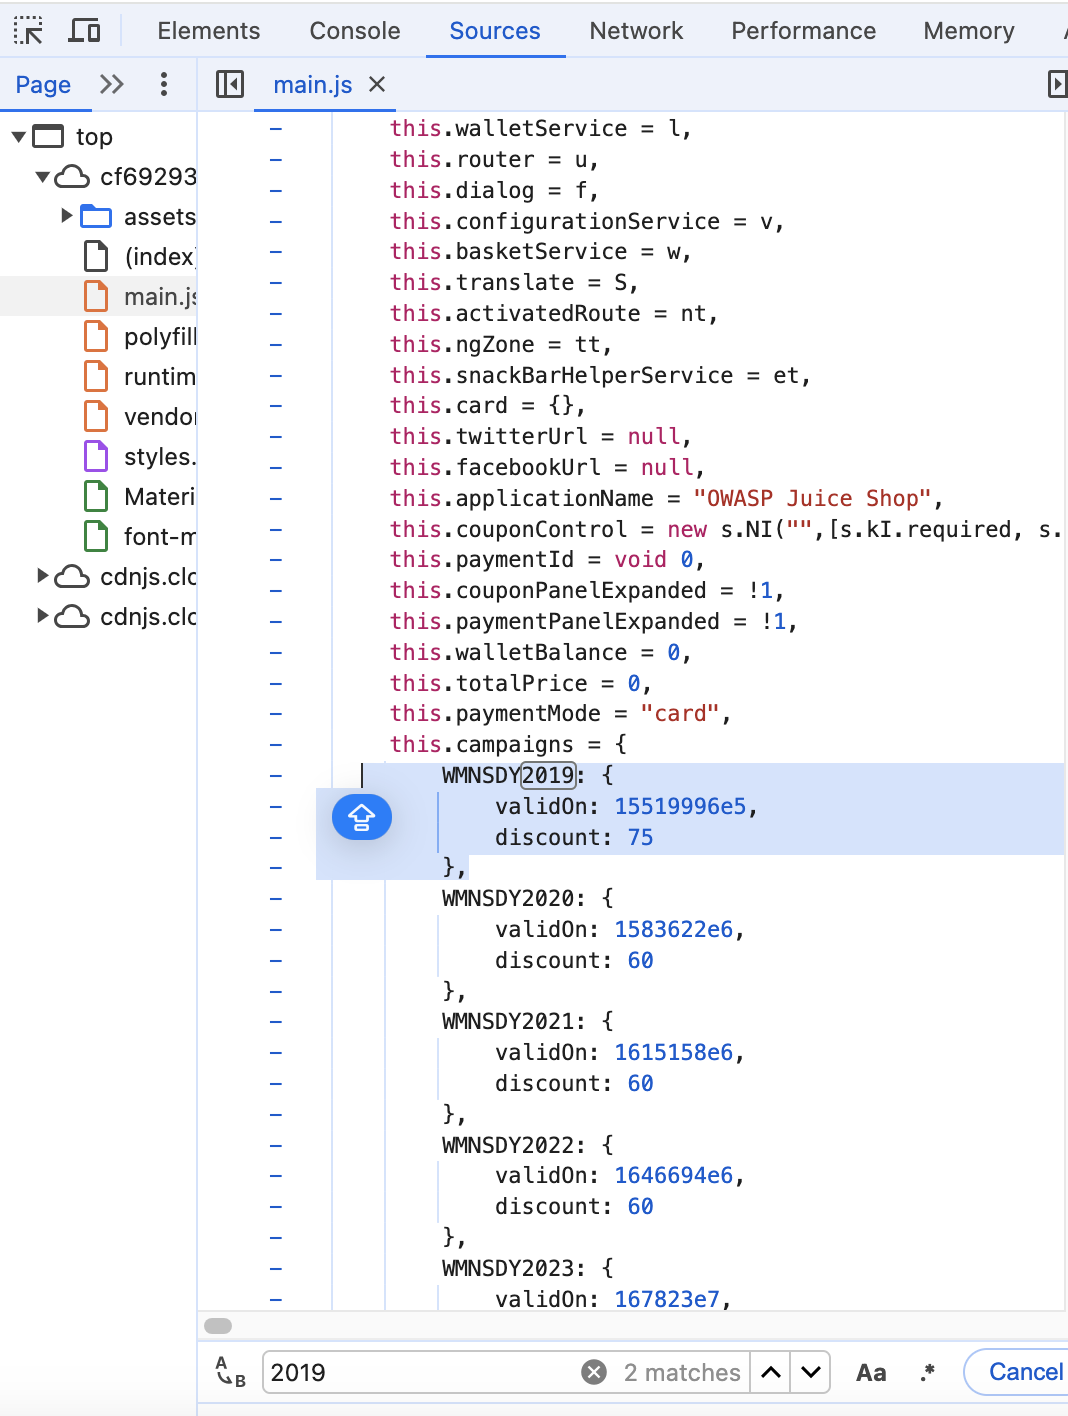 Elements Console Sources Network Performance Memory
Page main.js
top
cf69293
assets
(index)
main.js
polyfill
runtim
vendor
styles.
Materi
font-m
cdnjs.clo
cdnjs.clo
this.walletService = l,
this.router = u,
this.dialog = f,
this.configurationService = v,
this.basketService = w,
this.translate = S,
this.activatedRoute = nt,
this.ngZone = tt,
this.snackBarHelperService = et,
this.card = {},
this.twitterUrl = null,
this.facebookUrl = null,
this.applicationName = "OWASP Juice Shop",
this.couponControl = new s.NI("",[s.kI.required, s.
this.paymentId = void 0,
this.couponPanelExpanded = !1,
this.paymentPanelExpanded = !1,
this.walletBalance = 0,
this.totalPrice = 0,
this.paymentMode = "card",
this.campaigns = {
WMNSDY2019: {
validOn: 15519996e5,
discount: 75
},
WMNSDY2020: {
validOn: 1583622e6,
discount: 60
},
WMNSDY2021: {
validOn: 1615158e6,
discount: 60
},
WMNSDY2022: {
validOn: 1646694e6,
discount: 60
},
WMNSDY2023: {
validOn: 167823e7,
A B 2019 2 matches Aa .* Cancel